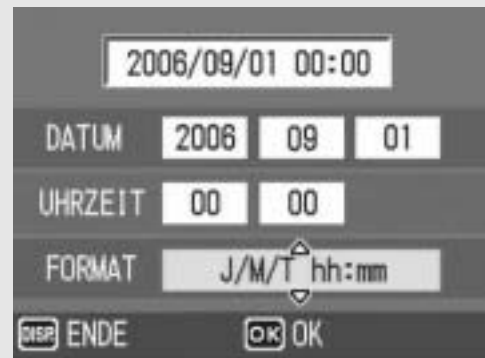 2006/09/01 00:00
DATUM 2006 09 01
UHRZEIT 00 00
FORMAT J/M/T hh:mm
DISP. ENDE OK OK